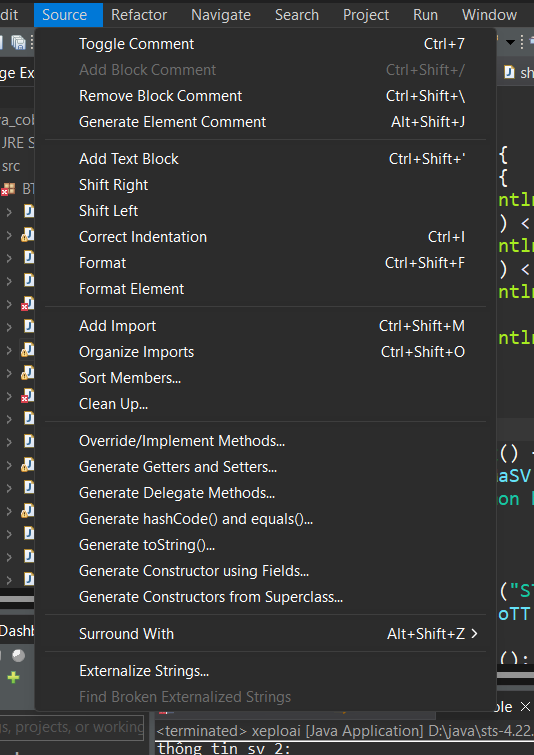 dit Source Refactor Navigate Search Project Run Window
Toggle Comment Ctrl+7
ge Ex Add Block Comment Ctrl+Shift+/ sh
Remove Block Comment Ctrl+Shift+\
va_cob Generate Element Comment Alt+Shift+J
JRE S
src Add Text Block Ctrl+Shift+' {
BT Shift Right {
Shift Left ntln
Correct Indentation Ctrl+I ) <
Format Ctrl+Shift+F ntln
Format Element ) <
ntln
Add Import Ctrl+Shift+M
Organize Imports Ctrl+Shift+O ntln
Sort Members...
Clean Up...
Override/Implement Methods... () {
Generate Getters and Setters... aSV
Generate Delegate Methods... on
Generate hashCode() and equals()...
Generate toString()...
Generate Constructor using Fields...
Generate Constructors from Superclass... ("ST
oTT
Dashb Surround With Alt+Shift+Z
();
Externalize Strings...
Find Broken Externalized Strings
gs, projects, or working
<terminated> xeploai [Java Application] D:\java\sts-4.22.
thông tin sv 2: